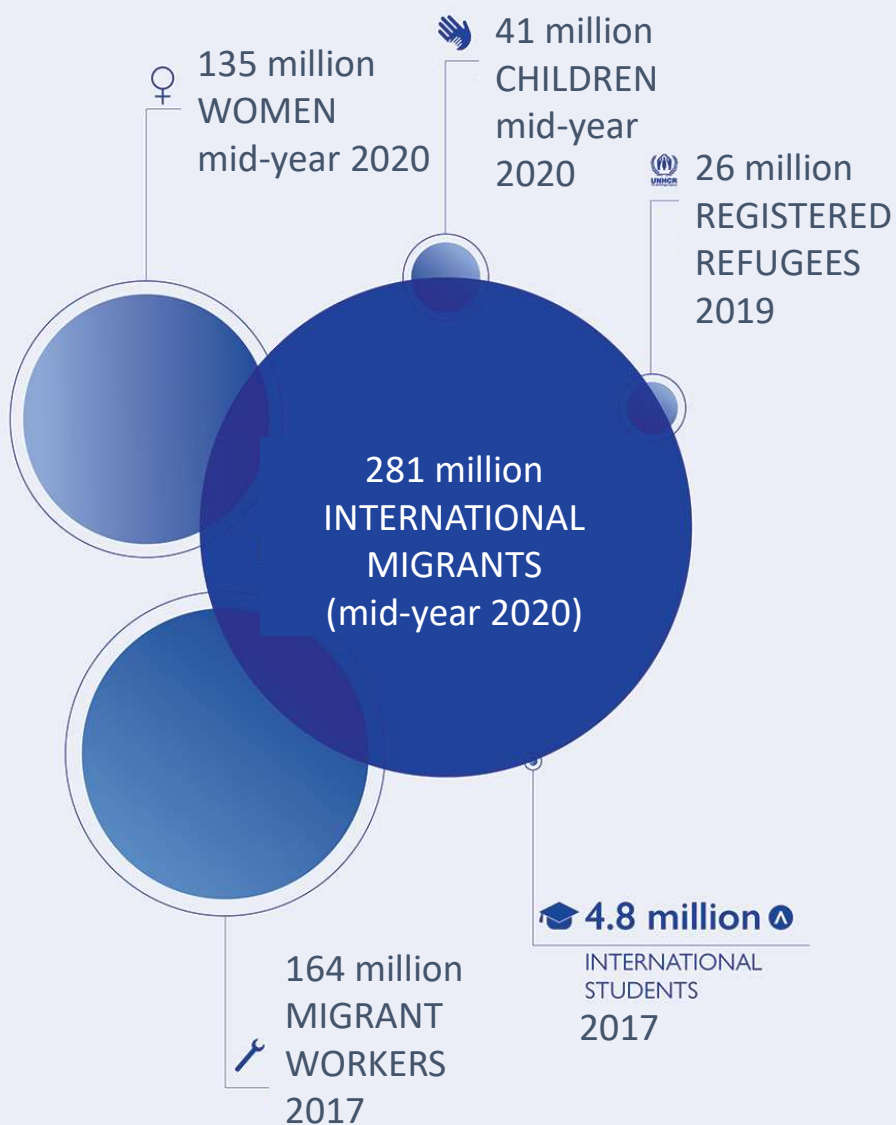 135 million
WOMEN
mid-year 2020
41 million
CHILDREN
mid-year
2020
UNHCR
26 million
REGISTERED
REFUGEES
2019
281 million
INTERNATIONAL
MIGRANTS
(mid-year 2020)
164 million
MIGRANT
WORKERS
2017
4.8 million
INTERNATIONAL
STUDENTS
2017